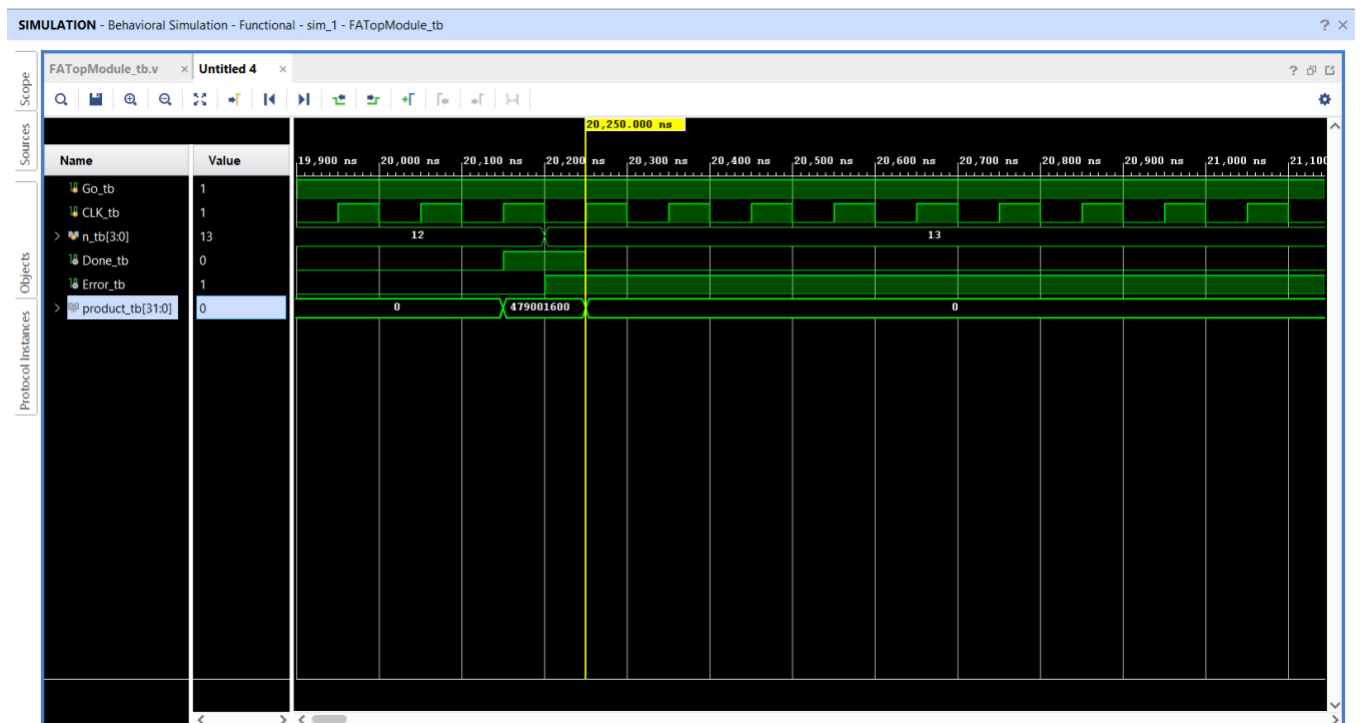 SIMULATION - Behavioral Simulation - Functional - sim_1 - FATopModule_tb
FATopModule_tb.v
Untitled 4
Scope
Sources
Objects
Protocol Instances
20,250.000 ns
Name Value
19,900 ns 20,000 ns 20,100 ns 20,200 ns 20,300 ns 20,400 ns 20,500 ns 20,600 ns 20,700 ns 20,800 ns 20,900 ns 21,000 ns 21,100
Go_tb 1
CLK_tb 1
n_tb[3:0] 13 12 13
Done_tb 0
Error_tb 1
product_tb[31:0] 0 0 479001600 0